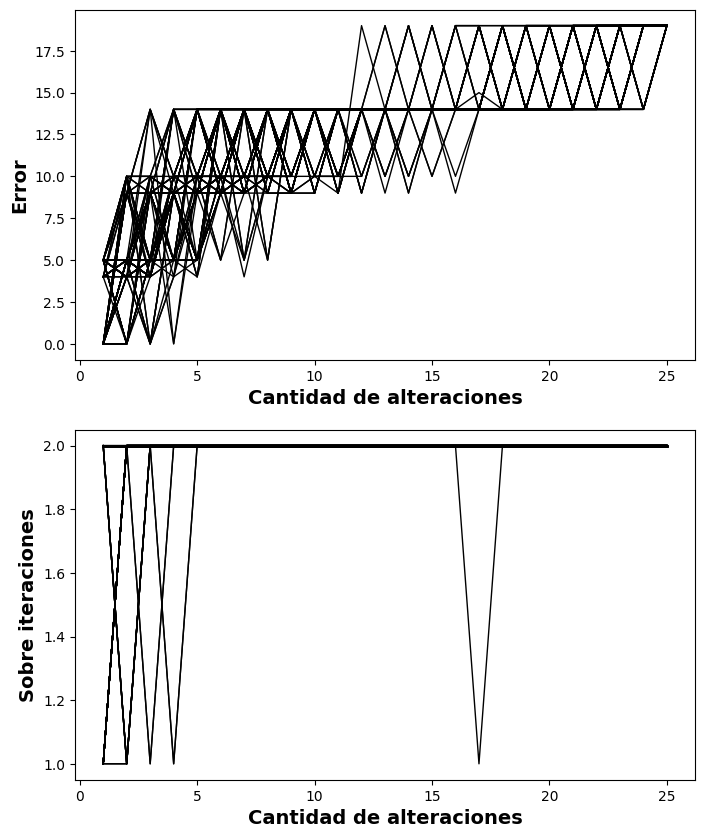 17.5
15.0
12.5
10.0
7.5
5.0
2.5
0.0
Error
0 5 10 15 20 25
Cantidad de alteraciones
2.0
1.8
1.6
1.4
1.2
1.0
Sobre iteraciones
0 5 10 15 20 25
Cantidad de alteraciones